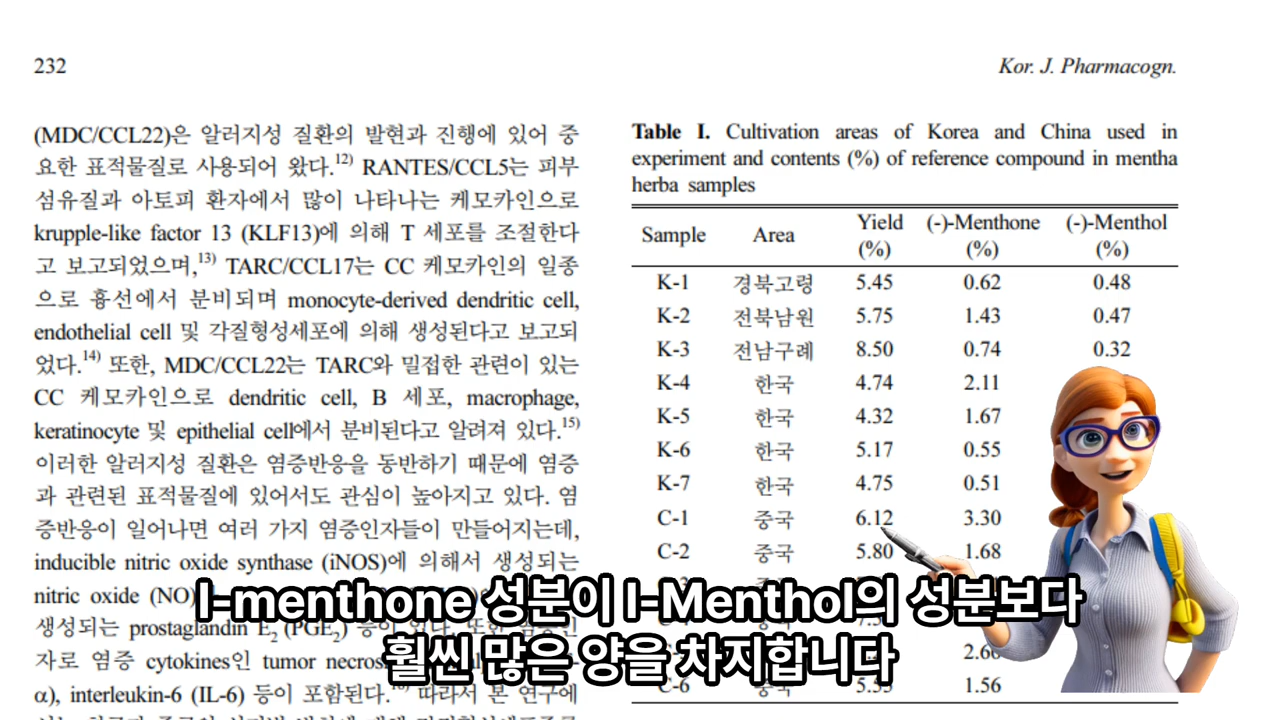 232
Kor. J. Pharmacogn.
(MDC/CCL22)은 알러지성 질환의 발현과 진행에 있어 중
요한 표적물질로 사용되어 왔다.12) RANTES/CCL5는 피부
섬유질과 아토피 환자에서 많이 나타나는 케모카인으로
krupple-like factor 13 (KLF13)에 의해 T 세포를 조절한다
고 보고되었으며,13) TARC/CCL17는 CC 케모카인의 일종
으로 흉선에서 분비되며 monocyte-derived dendritic cell,
endothelial cell 및 각질형성세포에 의해 생성된다고 보고되
었다.14) 또한, MDC/CCL22는 TARC와 밀접한 관련이 있는
CC 케모카인으로 dendritic cell, B 세포, macrophage,
keratinocyte 및 epithelial cell에서 분비된다고 알려져 있다.15)
이러한 알러지성 질환은 염증반응을 동반하기 때문에 염증
과 관련된 표적물질에 있어서도 관심이 높아지고 있다. 염
증반응이 일어나면 여러 가지 염증인자들이 만들어지는데,
inducible nitric oxide synthase (iNOS)에 의해서 생성되는
nitric oxide (NO)
생성되는 prostaglandin E2 (PGE2) 등이 있다. 또한
자로 염증 cytokines인 tumor necros
α), interleukin-6 (IL-6) 등이 포함된다. 따라서 본 연구에
Table I. Cultivation areas of Korea and China used in
experiment and contents (%) of reference compound in mentha
herba samples
Sample Area Yield (%) (-)-Menthone (%) (-)-Menthol (%)
K-1 경북고령 5.45 0.62 0.48
K-2 전북남원 5.75 1.43 0.47
K-3 전남구례 8.50 0.74 0.32
K-4 한국 4.74 2.11
K-5 한국 4.32 1.67
K-6 한국 5.17 0.55
K-7 한국 4.75 0.51
C-1 중국 6.12 3.30
C-2 중국 5.80 1.68
C-6 중국 5.55 1.56
l-menthone 성분이 l-Menthol의 성분보다
훨씬 많은 양을 차지합니다